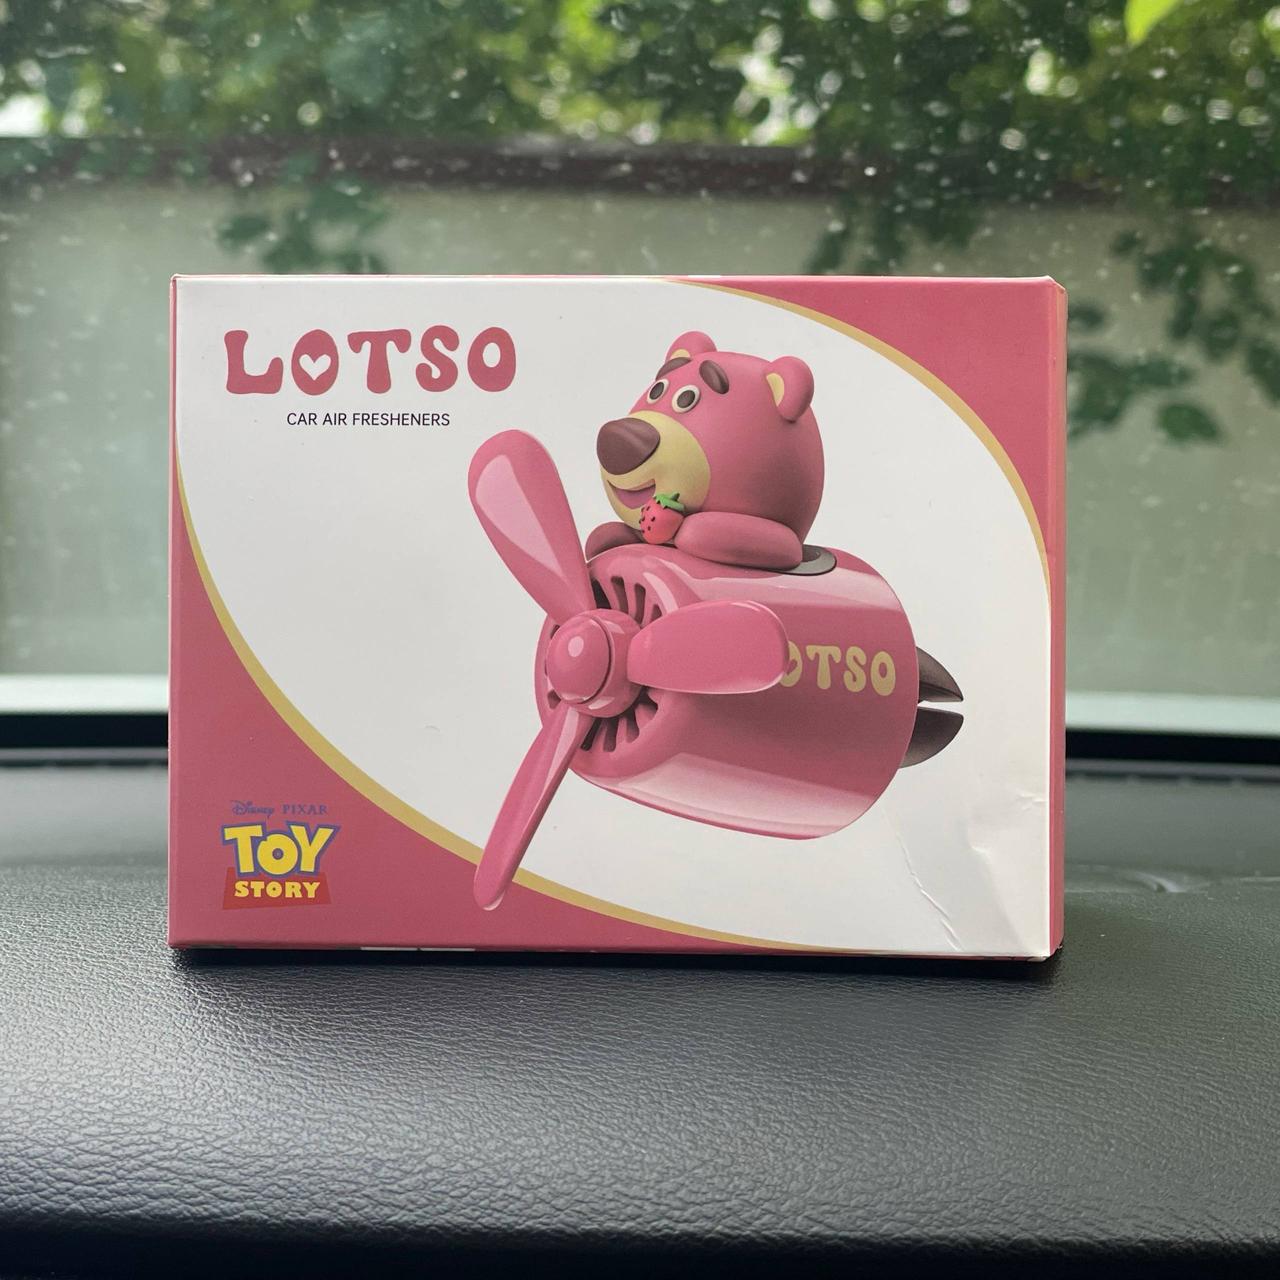 LOTSO
CAR AIR FRESHENERS
OTSO
Disney PIXAR
TOY
STORY